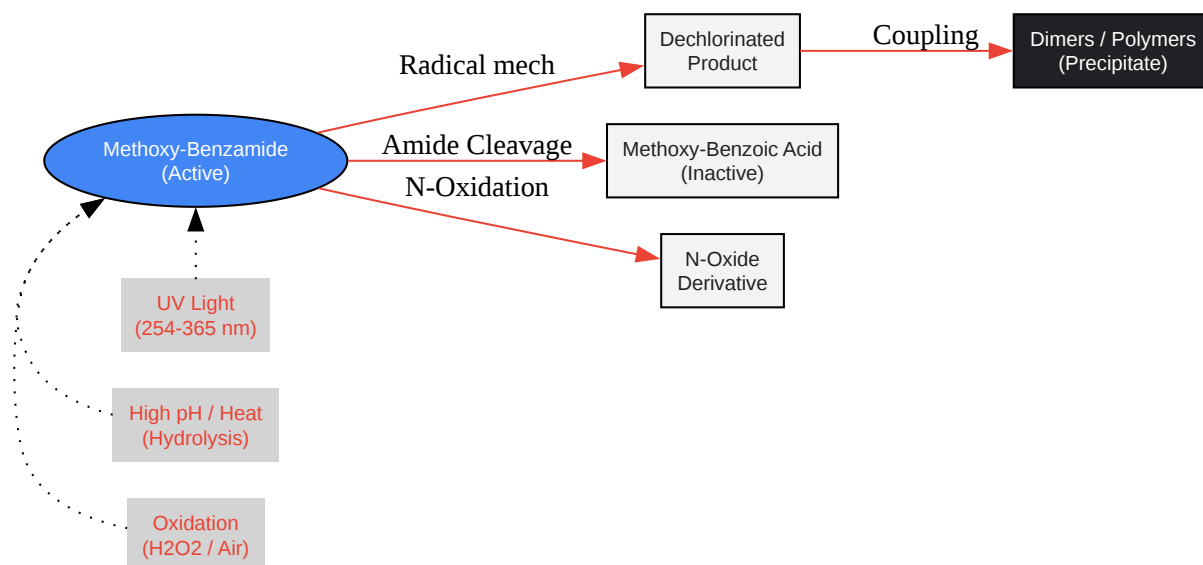 Dechlorinated
Product
Coupling
Dimers / Polymers
(Precipitate)
Radical mech
Methoxy-Benzamide
(Active)
Amide Cleavage
Methoxy-Benzoic Acid
(Inactive)
N-Oxidation
N-Oxide
Derivative
UV Light
(254-365 nm)
High pH / Heat
(Hydrolysis)
Oxidation
(H2O2 / Air)